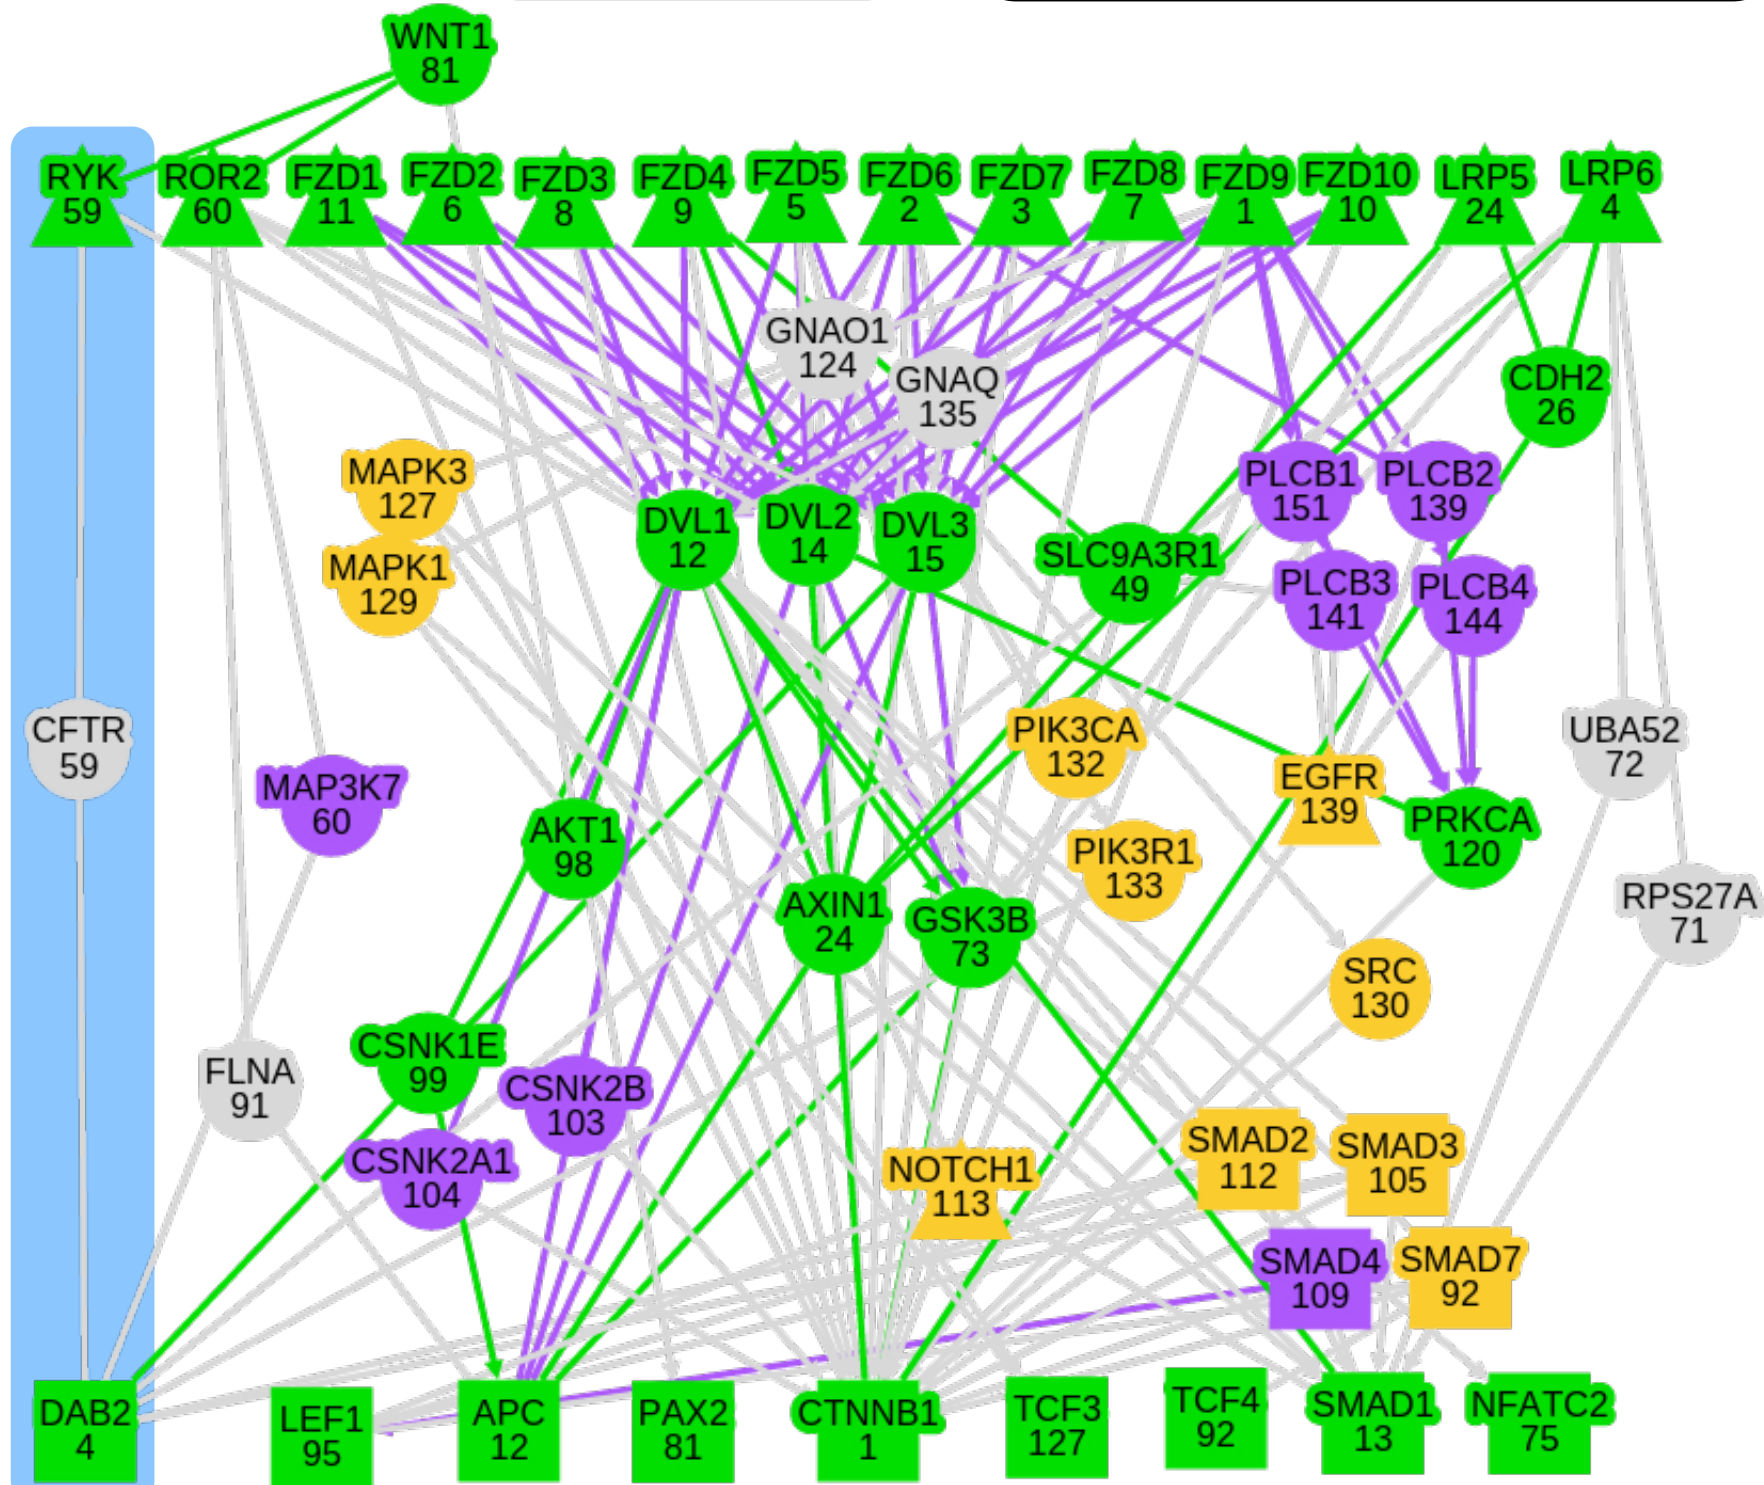 WNT1
81
RYK
59
ROR2
60
FZD1
11
FZD2
6
FZD3
8
FZD4
9
FZD5
5
FZD6
2
FZD7
3
FZD8
7
FZD9
1
FZD10
10
LRP5
24
LRP6
4
GNAO1
124
GNAQ
135
CDH2
26
MAPK3
127
MAPK1
129
DVL1
12
DVL2
14
DVL3
15
SLC9A3R1
49
PLCB1
151
PLCB2
139
PLCB3
141
PLCB4
144
CFTR
59
MAP3K7
60
AKT1
98
PIK3CA
132
EGFR
139
PRKCA
120
UBA52
72
PIK3R1
133
AXIN1
24
GSK3B
73
RPS27A
71
SRC
130
FLNA
91
CSNK1E
99
CSNK2B
103
CSNK2A1
104
NOTCH1
113
SMAD2
112
SMAD3
105
SMAD4
109
SMAD7
92
DAB2
4
LEF1
95
APC
12
PAX2
81
CTNNB1
1
TCF3
127
TCF4
92
SMAD1
13
NFATC2
75